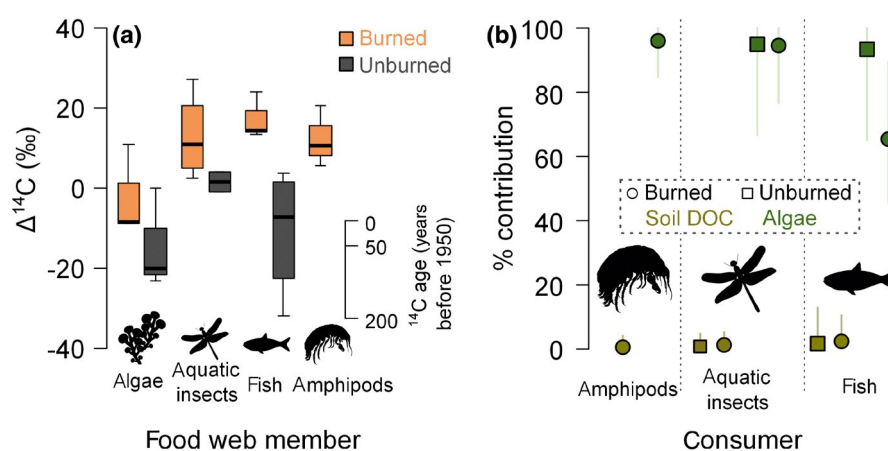 (a)
Burned
Unburned
40
20
0
-20
-40
Δ¹⁴C (‰)
0
50
200
¹⁴C age (years
before 1950)
Algae
Aquatic
insects
Fish
Amphipods
Food web member
(b)
100
80
60
40
20
0
% contribution
Burned
Unburned
Soil DOC
Algae
Amphipods
Aquatic
insects
Fish
Consumer